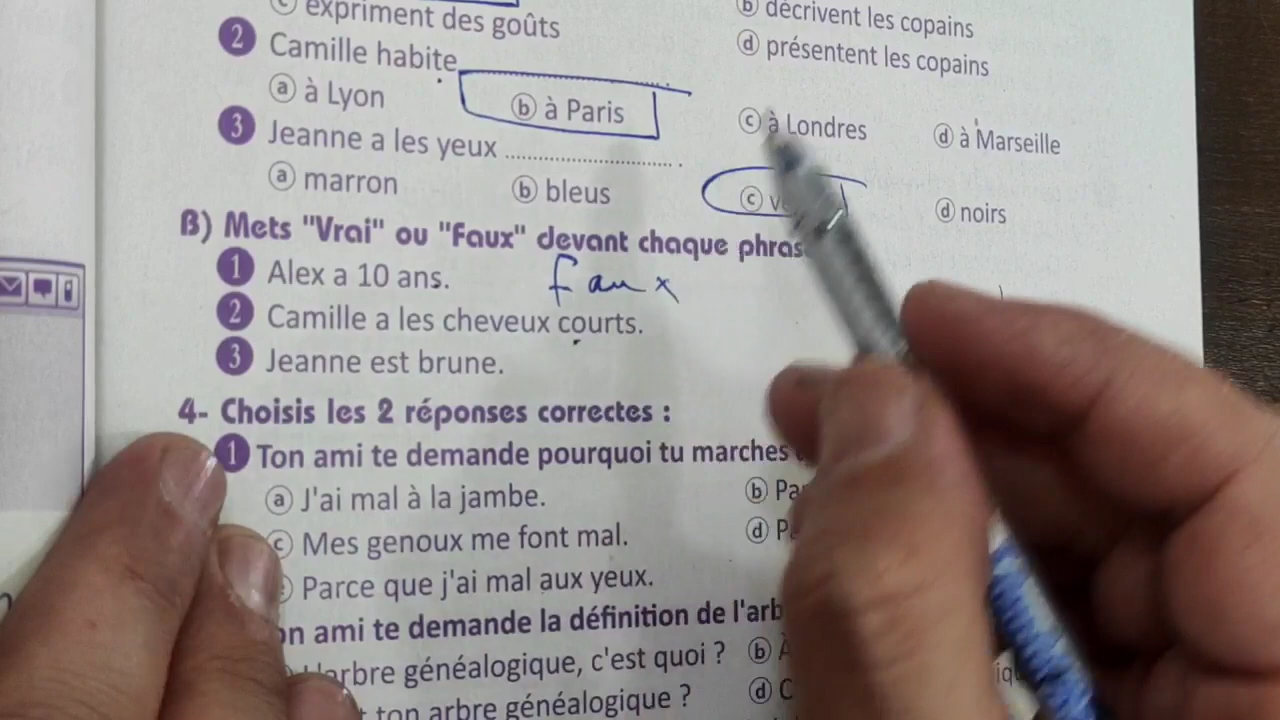 c expriment des goûts
b décrivent les copains
d présentent les copains
2 Camille habite ........................
a à Lyon b à Paris c à Londres d à Marseille
3 Jeanne a les yeux ........................ .
a marron b bleus c d noirs
B) Mets "Vrai" ou "Faux" devant chaque
1 Alex a 10 ans. faux
2 Camille a les cheveux courts.
3 Jeanne est brune.
4- Choisis les 2 réponses correctes :
1 Ton ami te demande pourquoi tu marches
a J'ai mal à la jambe. b
c Mes genoux me font mal. d
Parce que j'ai mal aux yeux.
ami te demande la définition de
généalogique, c'est quoi ? b À
ton arbre généalogique ? d